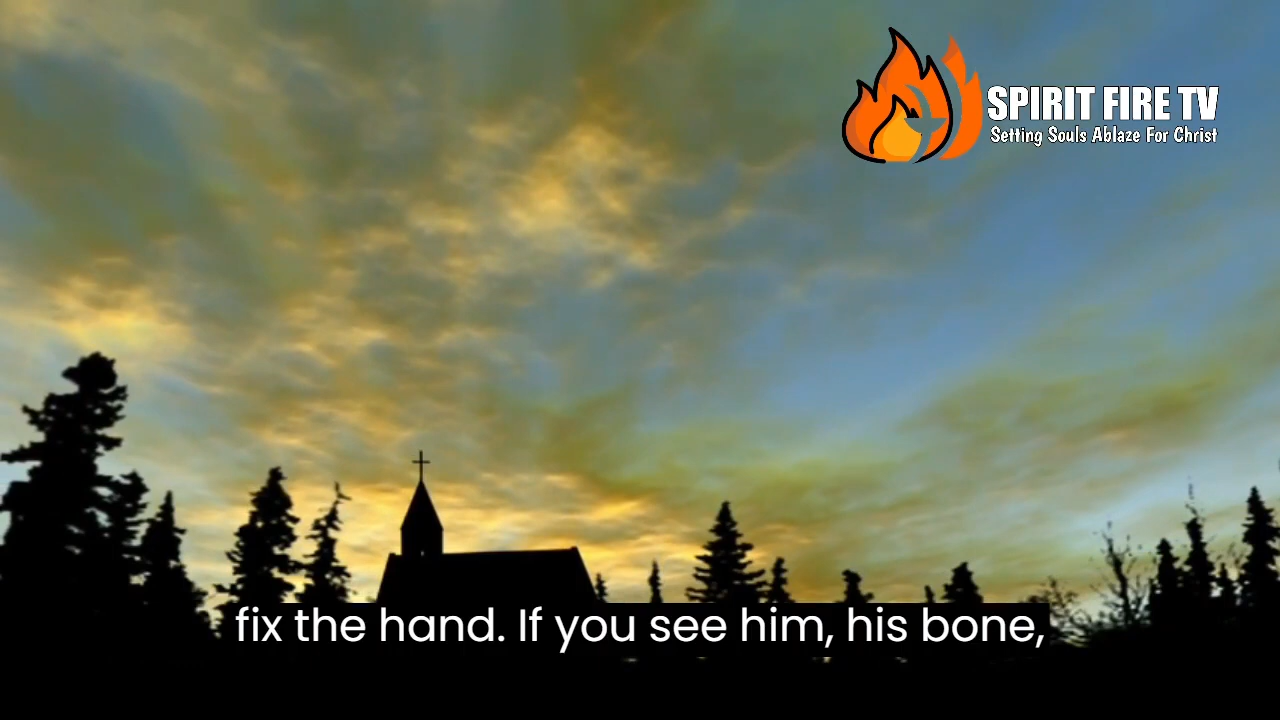 SPIRIT FIRE TV
Setting Souls Ablaze For Christ
fix the hand. If you see him, his bone,